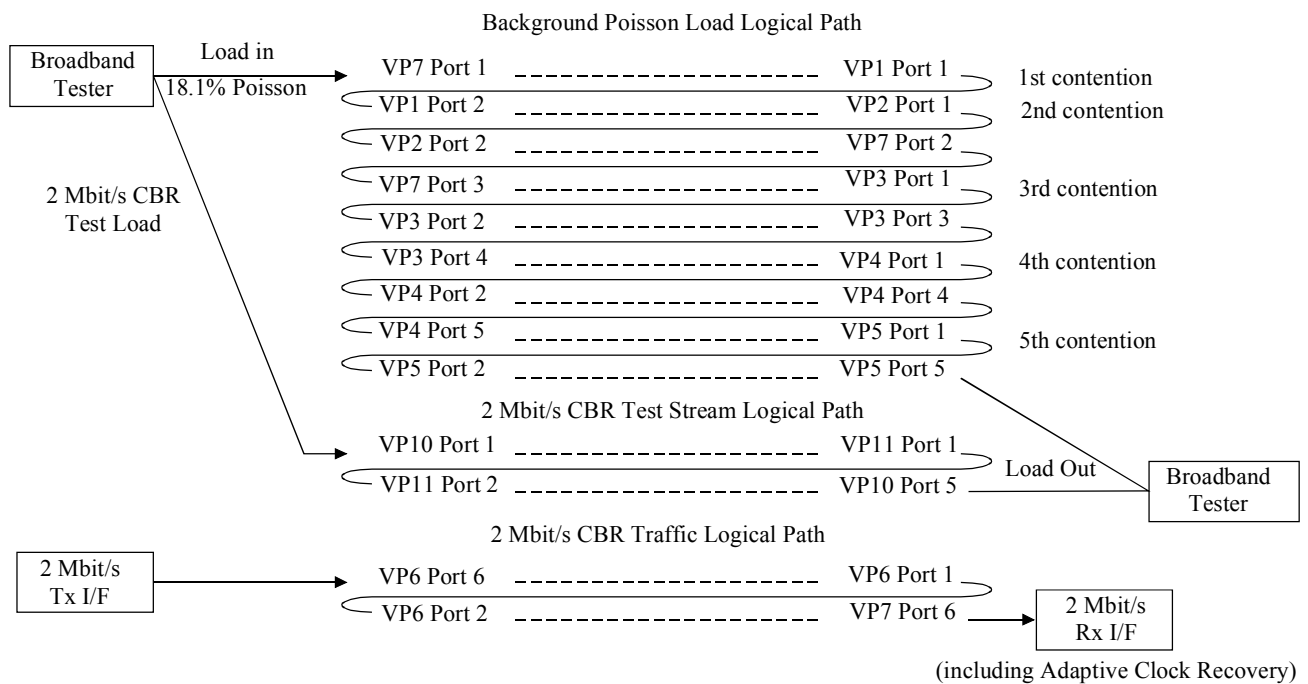 Background Poisson Load Logical Path
Broadband
Tester
Load in
18.1% Poisson
VP7 Port 1 VP1 Port 1
1st contention
VP1 Port 2 VP2 Port 1
2nd contention
VP2 Port 2 VP7 Port 2
VP7 Port 3 VP3 Port 1
3rd contention
VP3 Port 2 VP3 Port 3
VP3 Port 4 VP4 Port 1
4th contention
VP4 Port 2 VP4 Port 4
VP4 Port 5 VP5 Port 1
5th contention
VP5 Port 2 VP5 Port 5
2 Mbit/s CBR
Test Load
2 Mbit/s CBR Test Stream Logical Path
VP10 Port 1 VP11 Port 1
VP11 Port 2 VP10 Port 5
Load Out
Broadband
Tester
2 Mbit/s CBR Traffic Logical Path
2 Mbit/s
Tx I/F
VP6 Port 6 VP6 Port 1
VP6 Port 2 VP7 Port 6
2 Mbit/s
Rx I/F
(including Adaptive Clock Recovery)